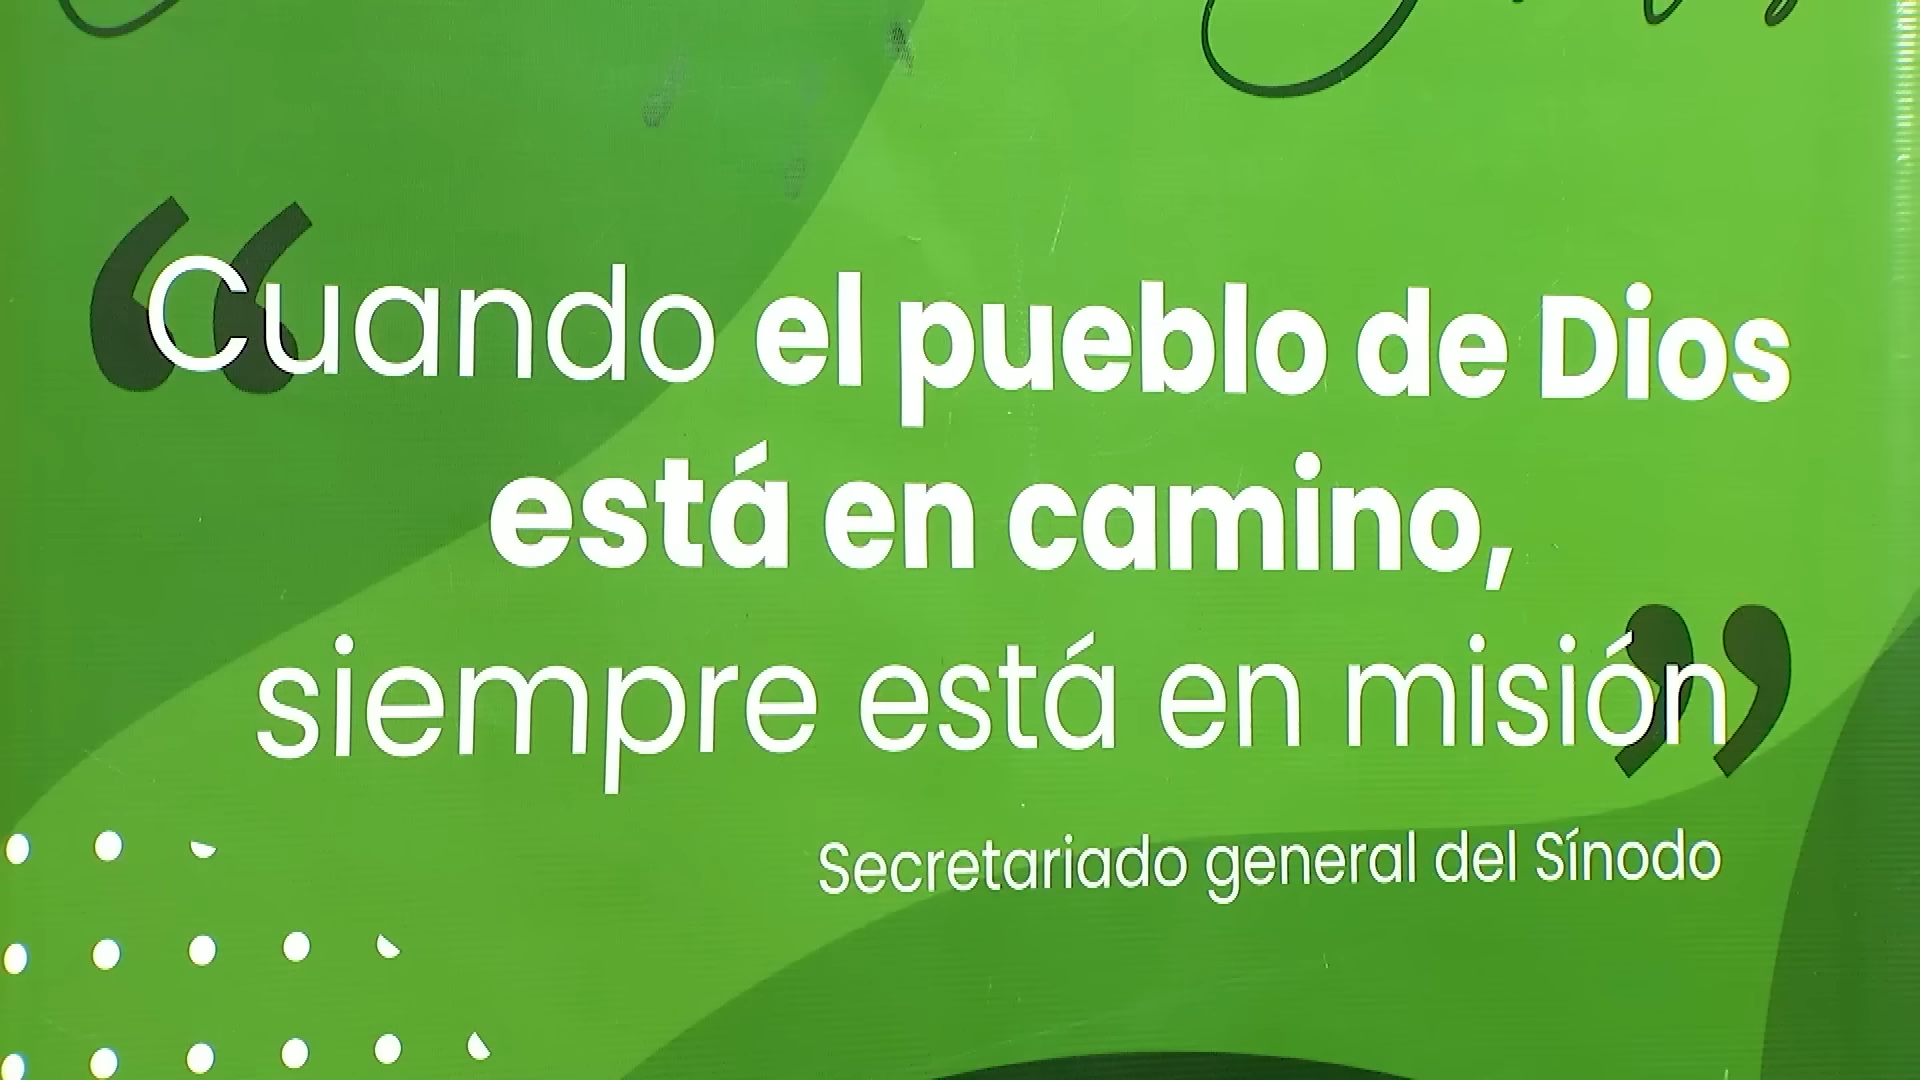 “Cuando el pueblo de Dios
está en camino,
siempre está en misión”
Secretariado general del Sínodo